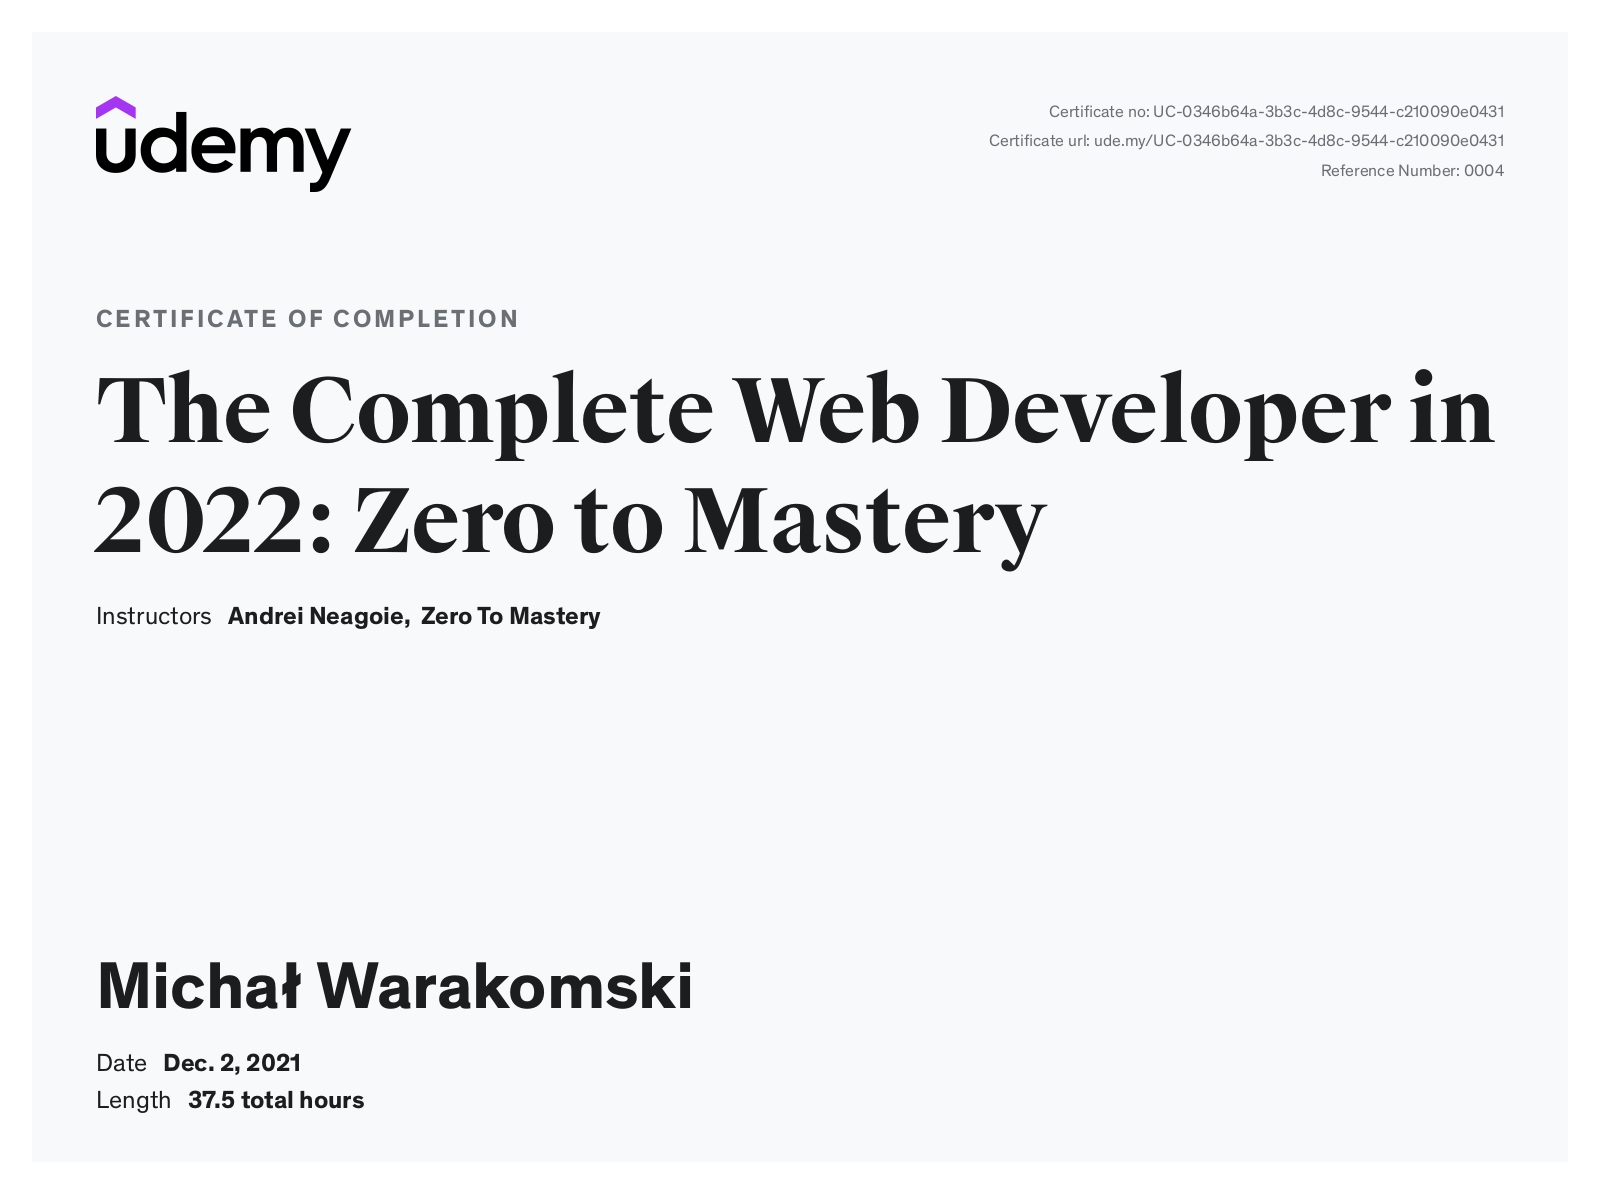 udemy
Certificate no: UC-0346b64a-3b3c-4d8c-9544-c210090e0431
Certificate url: ude.my/UC-0346b64a-3b3c-4d8c-9544-c210090e0431
Reference Number: 0004
CERTIFICATE OF COMPLETION
The Complete Web Developer in
2022: Zero to Mastery
Instructors Andrei Neagoie, Zero To Mastery
Michał Warakomski
Date Dec. 2, 2021
Length 37.5 total hours